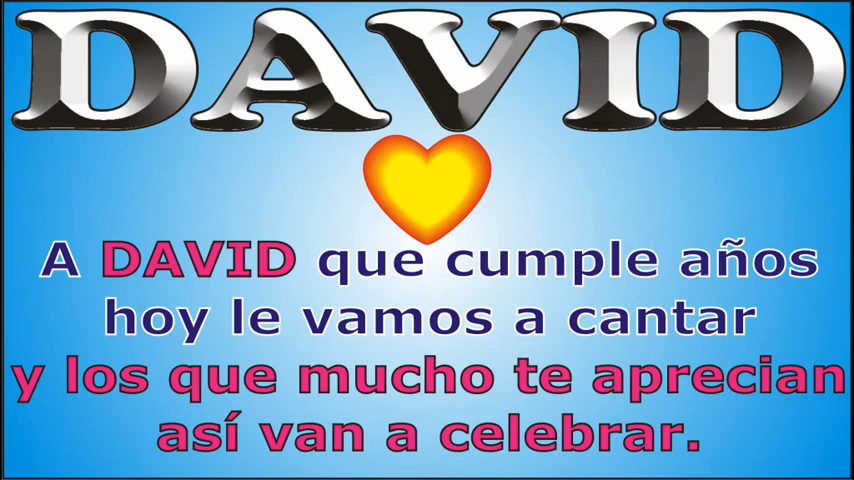 DAVID
A DAVID que cumple años
hoy le vamos a cantar
y los que mucho te aprecian
así van a celebrar.